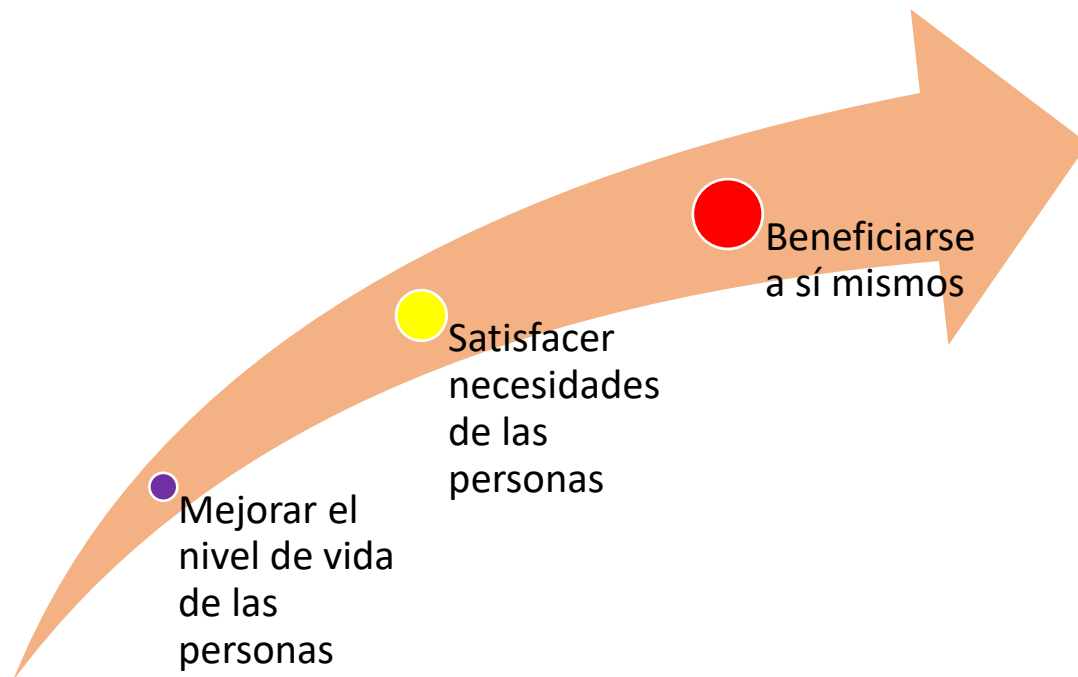 Beneficiarse
a sí mismos
Satisfacer
necesidades
de las
personas
Mejorar el
nivel de vida
de las
personas